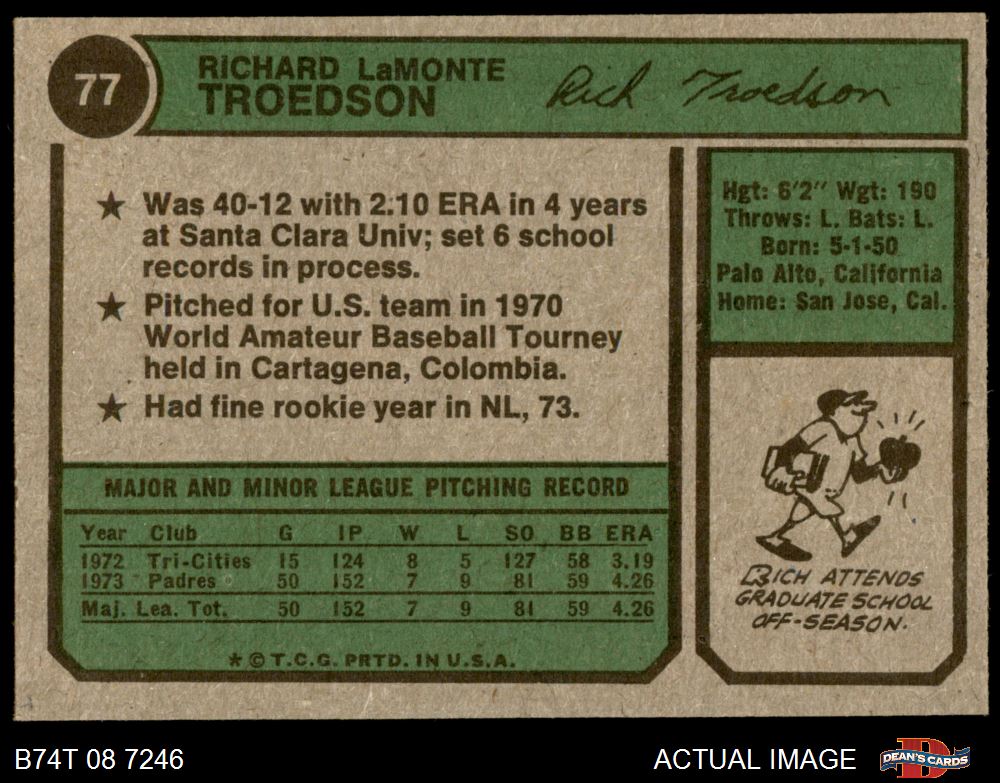 77
RICHARD LaMONTE
TROEDSON
Rich Troedson
★ Was 40-12 with 2.10 ERA in 4 years
at Santa Clara Univ; set 6 school
records in process.
★ Pitched for U.S. team in 1970
World Amateur Baseball Tourney
held in Cartagena, Colombia.
★ Had fine rookie year in NL, 73.
MAJOR AND MINOR LEAGUE PITCHING RECORD
Year Club G IP W L SO BB ERA
1972 Tri-Cities 15 124 8 5 127 58 3.19
1973 Padres 50 152 7 9 81 59 4.26
Maj. Lea. Tot. 50 152 7 9 81 59 4.26
* © T.C.G. PRTD. IN U.S.A.
Hgt: 6'2" Wgt: 190
Throws: L. Bats: L.
Born: 5-1-50
Palo Alto, California
Home: San Jose, Cal.
RICH ATTENDS
GRADUATE SCHOOL
OFF-SEASON.
B74T 08 7246
ACTUAL IMAGE
DEAN'S CARDS